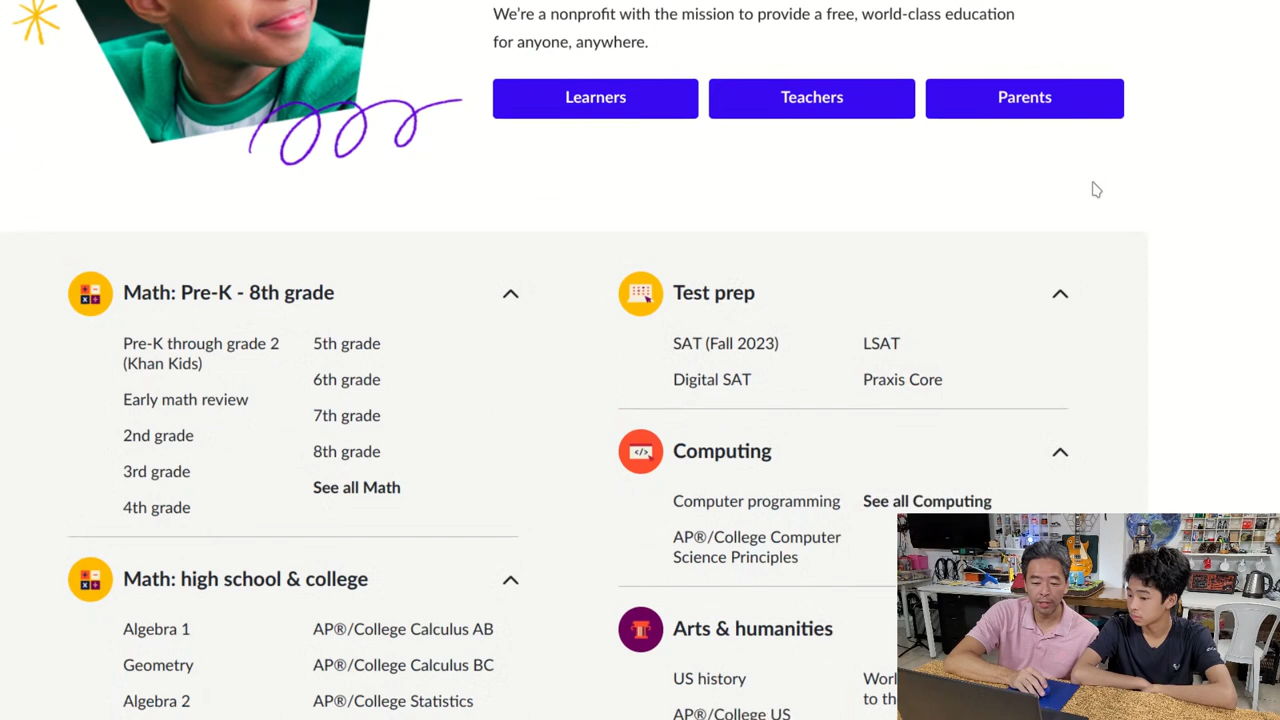 We're a nonprofit with the mission to provide a free, world-class education
for anyone, anywhere.
Learners
Teachers
Parents
Math: Pre-K - 8th grade
Pre-K through grade 2
(Khan Kids)
Early math review
2nd grade
3rd grade
4th grade
5th grade
6th grade
7th grade
8th grade
See all Math
Math: high school & college
Algebra 1
Geometry
Algebra 2
AP®/College Calculus AB
AP®/College Calculus BC
AP®/College Statistics
Test prep
SAT (Fall 2023)
Digital SAT
LSAT
Praxis Core
Computing
Computer programming
AP®/College Computer
Science Principles
See all Computing
Arts & humanities
US history
AP®/College US
to th